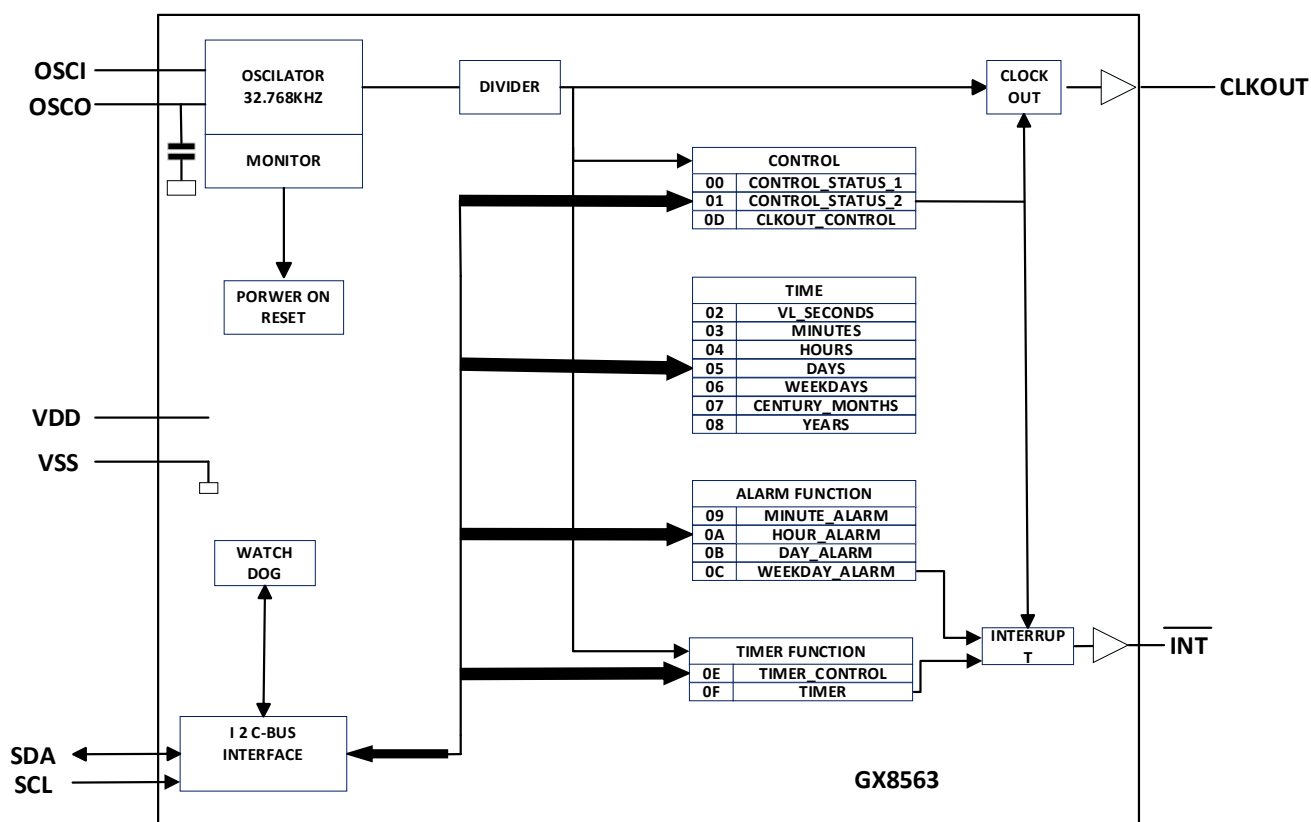 OSCI
OSCO
OSCILATOR
32.768KHZ
MONITOR
DIVIDER
CLOCK
OUT
CLKOUT
PORWER ON
RESET
CONTROL
00 CONTROL_STATUS_1
01 CONTROL_STATUS_2
0D CLKOUT_CONTROL
TIME
02 VL_SECONDS
03 MINUTES
04 HOURS
05 DAYS
06 WEEKDAYS
07 CENTURY_MONTHS
08 YEARS
VDD
VSS
ALARM FUNCTION
09 MINUTE_ALARM
0A HOUR_ALARM
0B DAY_ALARM
0C WEEKDAY_ALARM
WATCH
DOG
TIMER FUNCTION
0E TIMER_CONTROL
0F TIMER
INTERRUP
T
INT
I 2 C-BUS
INTERFACE
SDA
SCL
GX8563